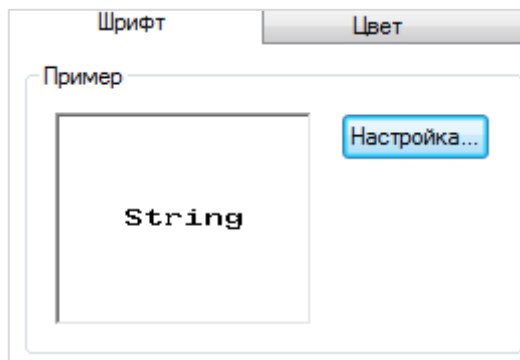 Шрифт
Цвет
Пример
Настройка...
String